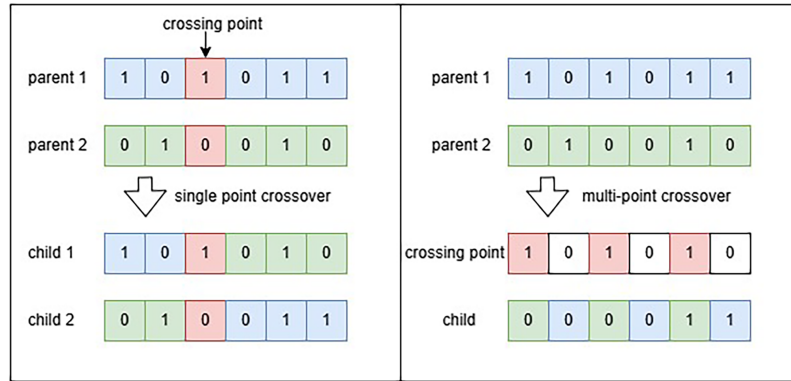 crossing point
parent 1 1 0 1 0 1 1
parent 2 0 1 0 0 1 0
single point crossover
child 1 1 0 1 0 1 0
child 2 0 1 0 0 1 1
parent 1 1 0 1 0 1 1
parent 2 0 1 0 0 1 0
multi-point crossover
crossing point 1 0 1 0 1 0
child 0 0 0 0 1 1